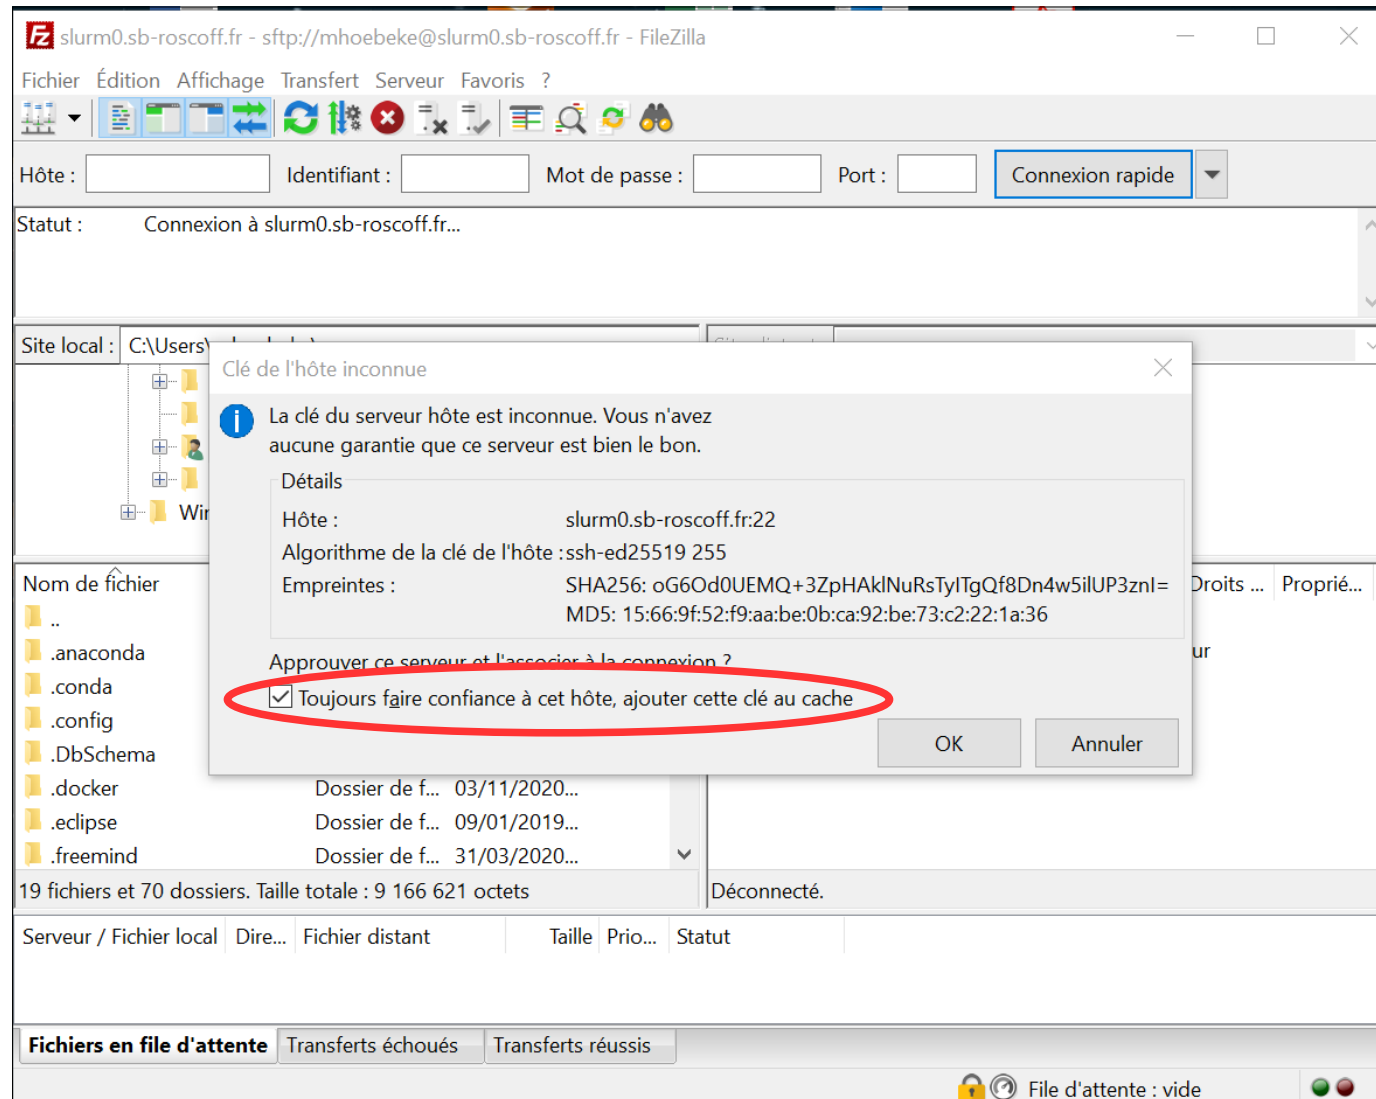 slurm0.sb-roscoff.fr - sftp://mhoebeke@slurm0.sb-roscoff.fr - FileZilla
Fichier Édition Affichage Transfert Serveur Favoris ?
Hôte : Identifiant : Mot de passe : Port : Connexion rapide
Statut : Connexion à slurm0.sb-roscoff.fr...
Site local : C:\Users\
Clé de l'hôte inconnue
La clé du serveur hôte est inconnue. Vous n'avez
aucune garantie que ce serveur est bien le bon.
Détails
Hôte : slurm0.sb-roscoff.fr:22
Algorithme de la clé de l'hôte : ssh-ed25519 255
Empreintes : SHA256: oG6Od0UEMQ+3ZpHAklNuRsTyITgQf8Dn4w5ilUP3znI=
MD5: 15:66:9f:52:f9:aa:be:0b:ca:92:be:73:c2:22:1a:36
Approuver ce serveur et l'associer à la connexion ?
Toujours faire confiance à cet hôte, ajouter cette clé au cache
OK Annuler
Wir
Nom de fichier
..
.anaconda
.conda
.config
.DbSchema
.docker Dossier de f... 03/11/2020...
.eclipse Dossier de f... 09/01/2019...
.freemind Dossier de f... 31/03/2020...
19 fichiers et 70 dossiers. Taille totale : 9 166 621 octets
Droits ... Proprié...
ur
Déconnecté.
Serveur / Fichier local Dire... Fichier distant Taille Prio... Statut
Fichiers en file d'attente Transferts échoués Transferts réussis
File d'attente : vide